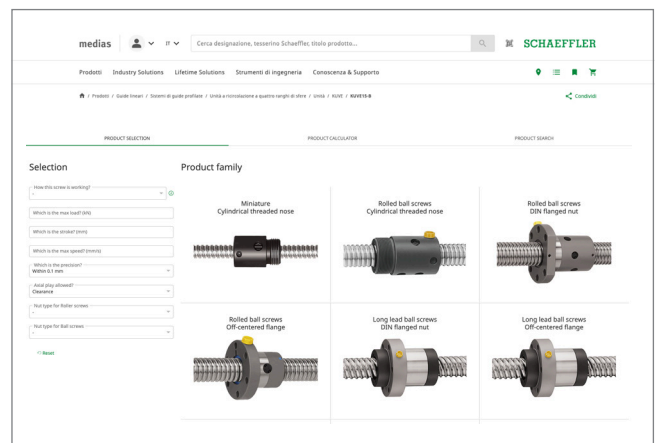 medias
IT
Cerca designazione, tesserino Schaeffler, titolo prodotto...
SCHAEFFLER
Prodotti Industry Solutions Lifetime Solutions Strumenti di ingegneria Conoscenza & Supporto
/ Prodotti / Guide lineari / Sistemi di guide profilate / Unità a ricircolazione a quattro ranghi di sfere / Unità / KUVE / KUVE15-B
Condividi
PRODUCT SELECTION PRODUCT CALCULATOR PRODUCT SEARCH
Selection
How this screw is working?
-
Which is the max load? (kN)
Which is the stroke? (mm)
Which is the max speed? (mm/s)
Which is the precision?
Within 0.1 mm
Axial play allowed?
Clearance
Nut type for Roller screws
-
Nut type for Ball screws
-
Reset
Product family
Miniature
Cylindrical threaded nose
Rolled ball screws
Cylindrical threaded nose
Rolled ball screws
DIN flanged nut
Rolled ball screws
Off-centered flange
Long lead ball screws
DIN flanged nut
Long lead ball screws
Off-centered flange